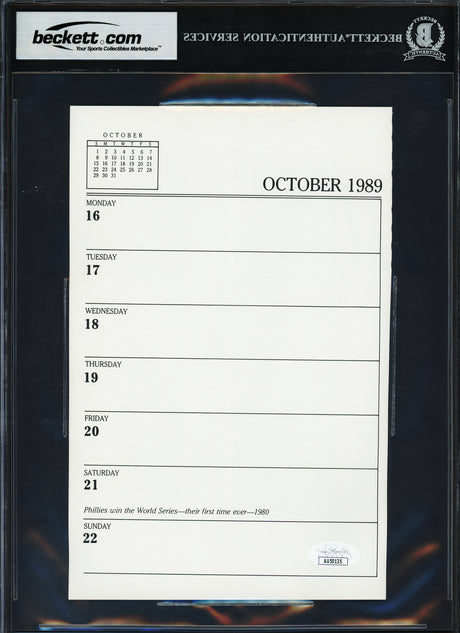 beckett.com
Your Sports Collectibles Marketplace™
BECKETT AUTHENTICATION SERVICES
BECKETT
B
AUTHENTIC
OCTOBER
S M T W T F S
1 2 3 4 5 6 7
8 9 10 11 12 13 14
15 16 17 18 19 20 21
22 23 24 25 26 27 28
29 30 31
OCTOBER 1989
MONDAY
16
TUESDAY
17
WEDNESDAY
18
THURSDAY
19
FRIDAY
20
SATURDAY
21
Phillies win the World Series—their first time ever—1980
SUNDAY
22
AU50135